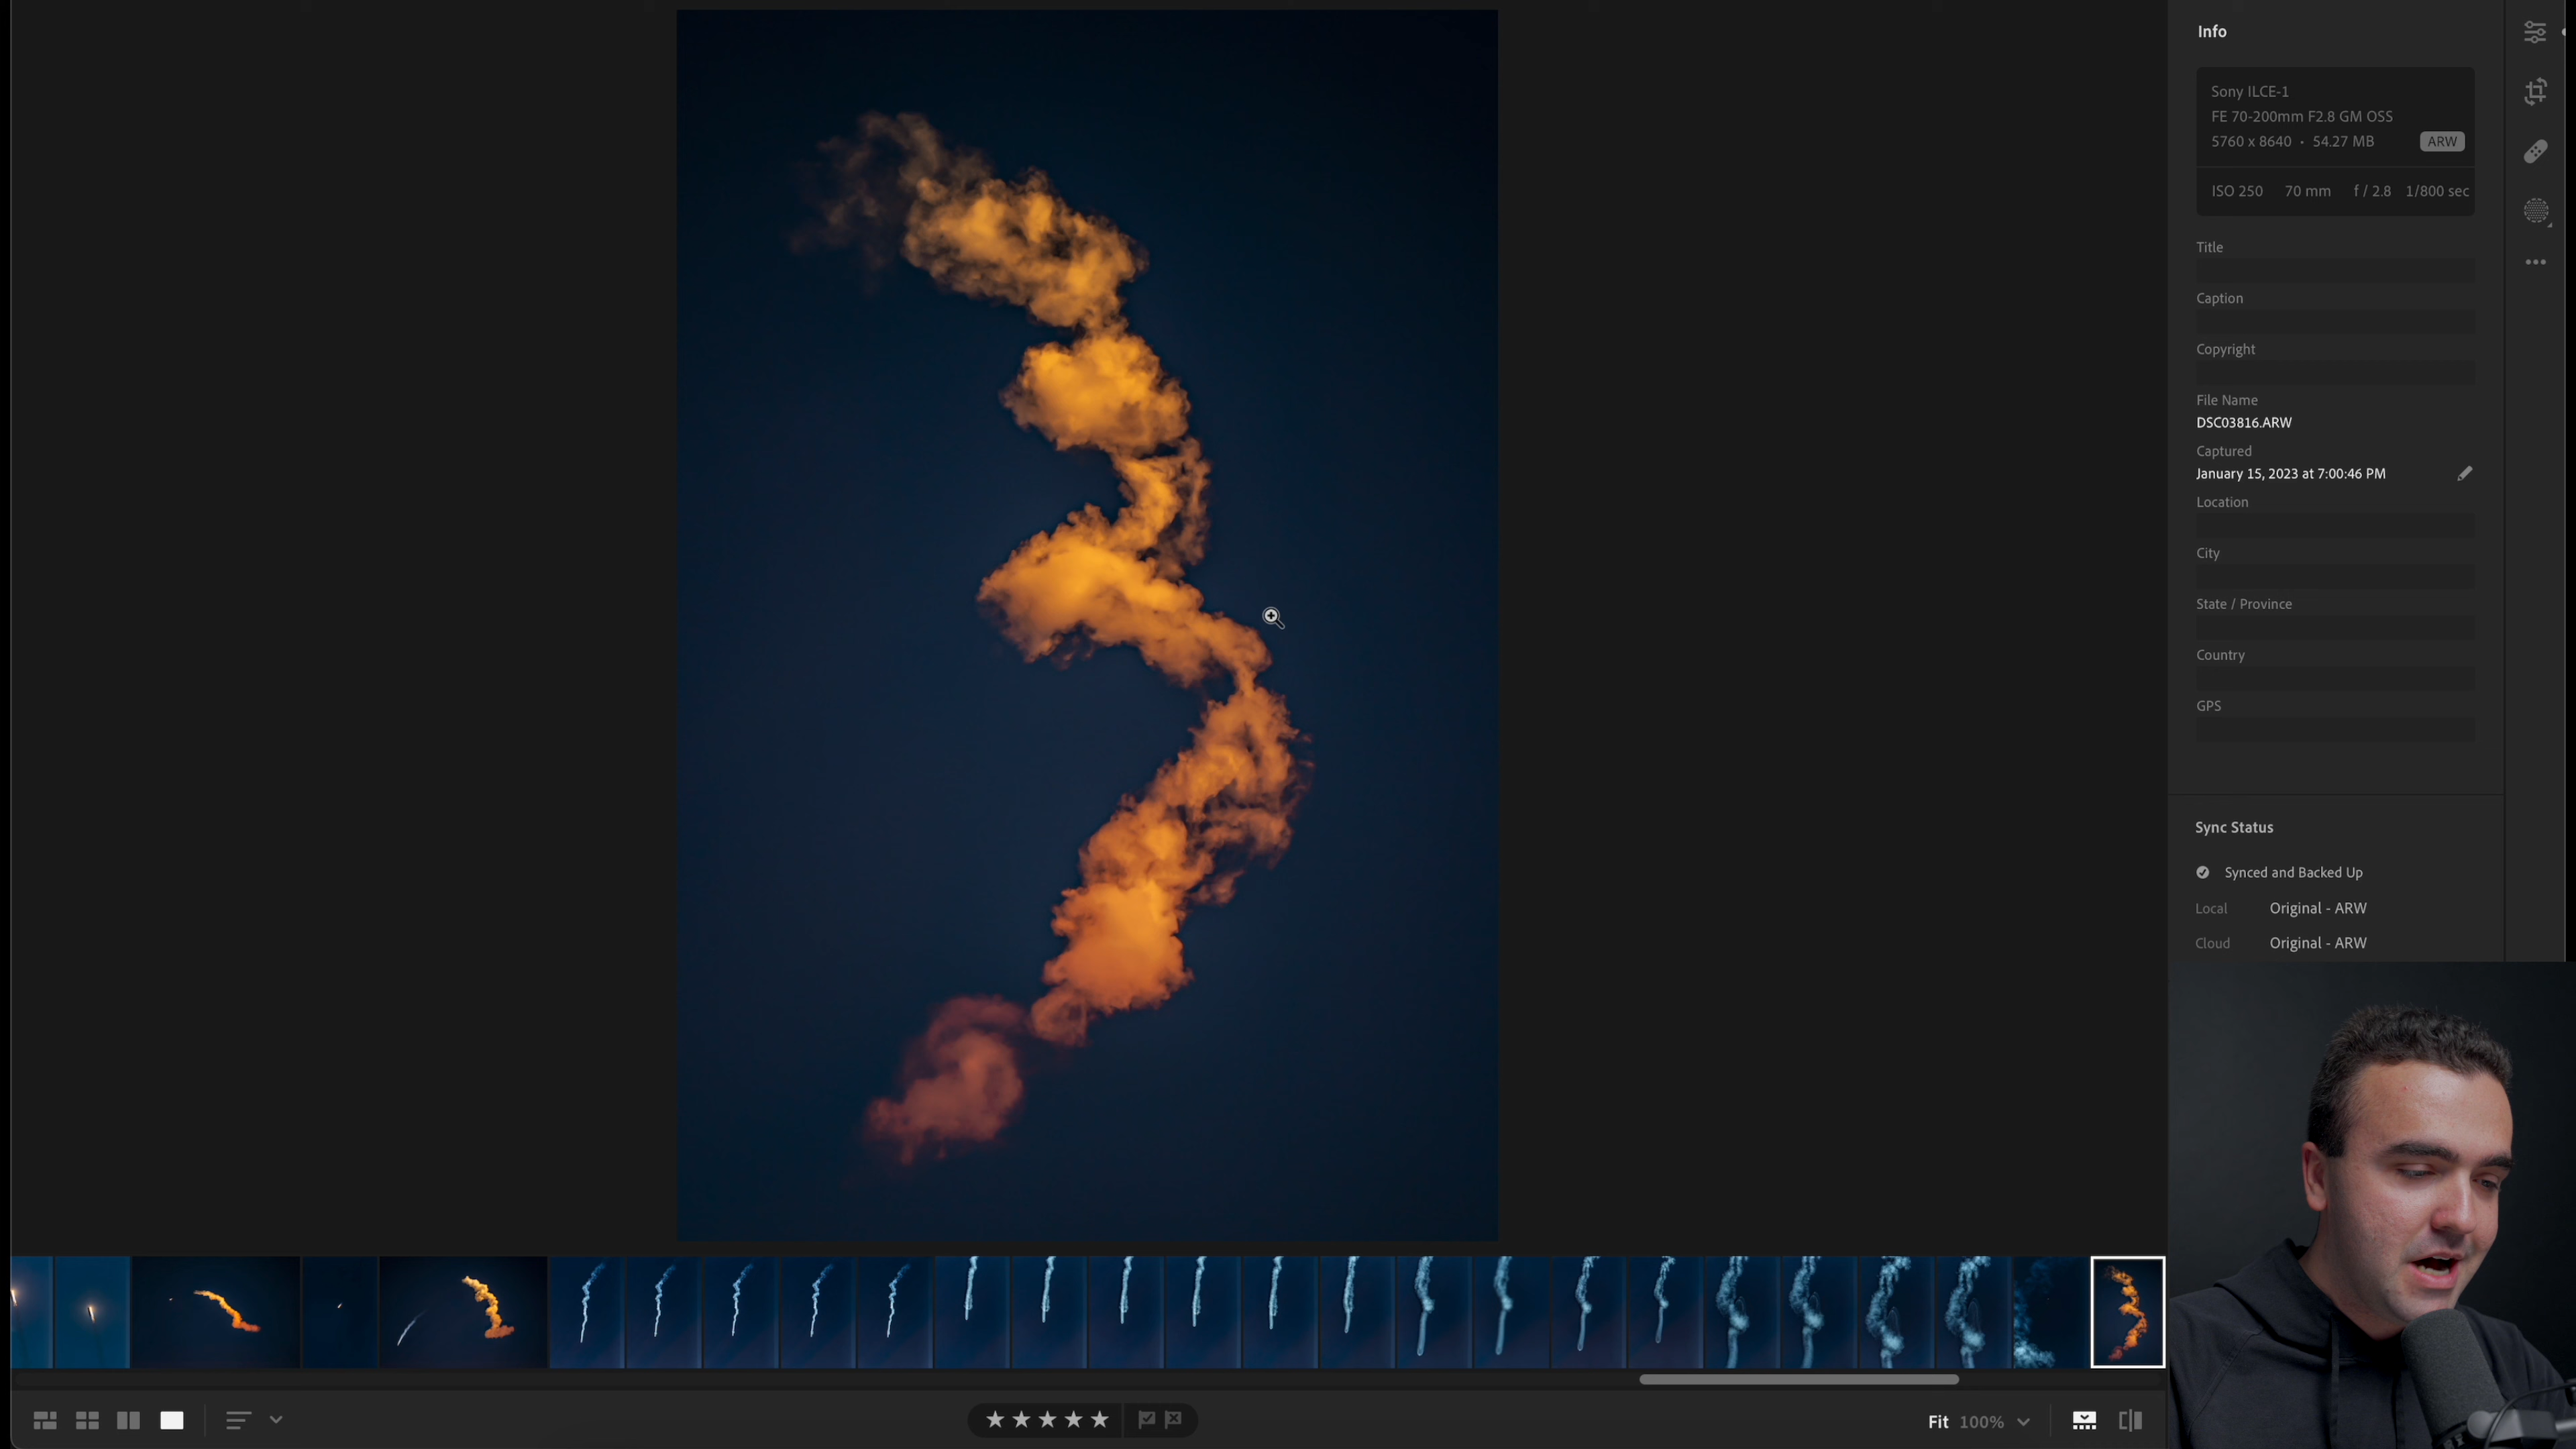 Info
Sony ILCE-1
FE 70-200mm F2.8 GM OSS
5760 x 8640 • 54.27 MB ARW
ISO 250 70 mm f / 2.8 1/800 sec
Title
Caption
Copyright
File Name
DSC03816.ARW
Captured
January 15, 2023 at 7:00:46 PM
Location
City
State / Province
Country
GPS
Sync Status
Synced and Backed Up
Local Original - ARW
Cloud Original - ARW
Fit 100%